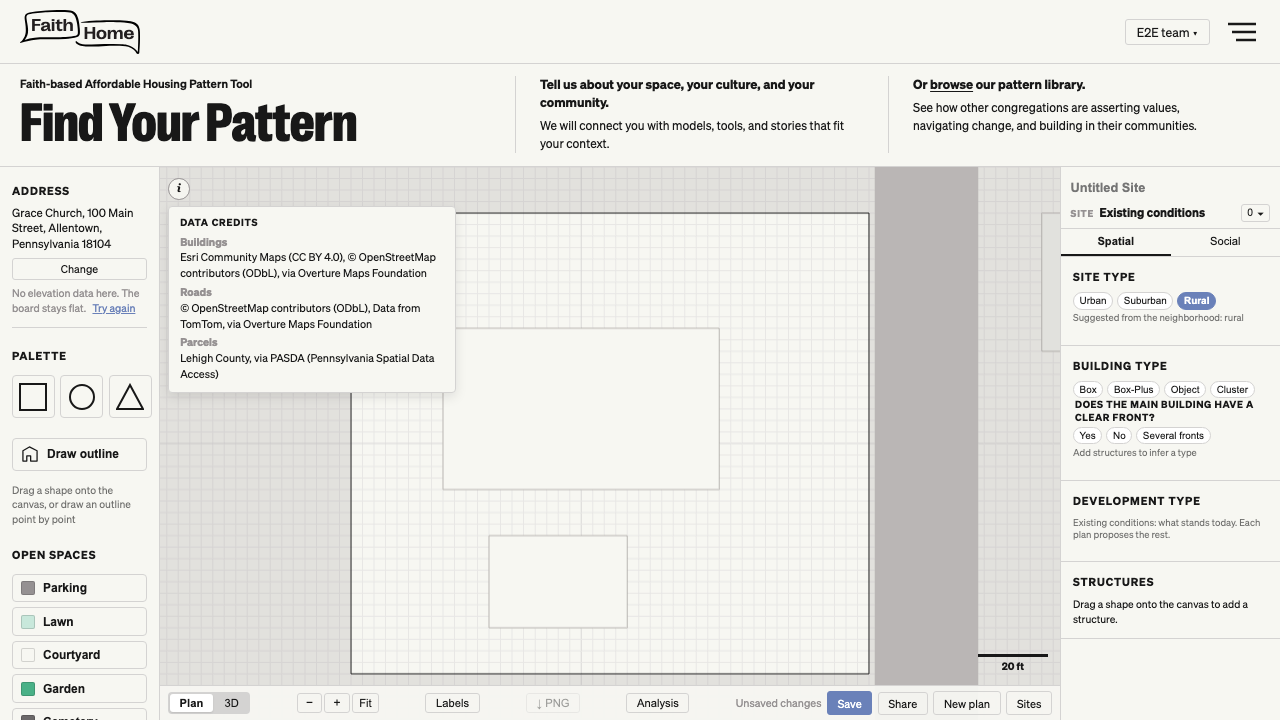 Faith
Home
E2E team
Faith-based Affordable Housing Pattern Tool
Find Your Pattern
Tell us about your space, your culture, and your
community.
We will connect you with models, tools, and stories that fit
your context.
Or browse our pattern library.
See how other congregations are asserting values,
navigating change, and building in their communities.
ADDRESS
Grace Church, 100 Main
Street, Allentown,
Pennsylvania 18104
Change
No elevation data here. The
board stays flat. Try again
PALETTE
Draw outline
Drag a shape onto the
canvas, or draw an outline
point by point
OPEN SPACES
Parking
Lawn
Courtyard
Garden
Cemetery
i
DATA CREDITS
Buildings
Esri Community Maps (CC BY 4.0), © OpenStreetMap
contributors (ODbL), via Overture Maps Foundation
Roads
© OpenStreetMap contributors (ODbL), Data from
TomTom, via Overture Maps Foundation
Parcels
Lehigh County, via PASDA (Pennsylvania Spatial Data
Access)
20 ft
Plan 3D
− + Fit
Labels
↓ PNG
Analysis
Unsaved changes
Save
Share
New plan
Sites
Untitled Site
SITE Existing conditions 0
Spatial Social
SITE TYPE
Urban Suburban Rural
Suggested from the neighborhood: rural
BUILDING TYPE
Box Box-Plus Object Cluster
DOES THE MAIN BUILDING HAVE A
CLEAR FRONT?
Yes No Several fronts
Add structures to infer a type
DEVELOPMENT TYPE
Existing conditions: what stands today. Each
plan proposes the rest.
STRUCTURES
Drag a shape onto the canvas to add a
structure.